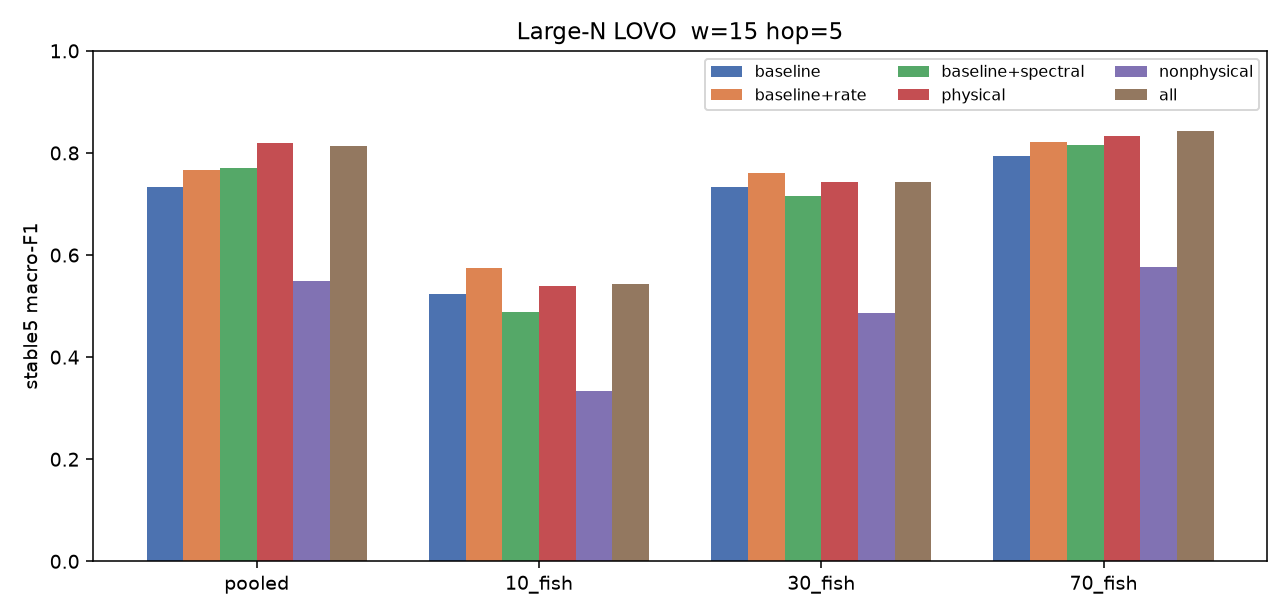 Large-N LOVO  w=15 hop=5
baseline
baseline+rate
baseline+spectral
physical
nonphysical
all
stable5 macro-F1
1.0
0.8
0.6
0.4
0.2
0.0
pooled
10_fish
30_fish
70_fish